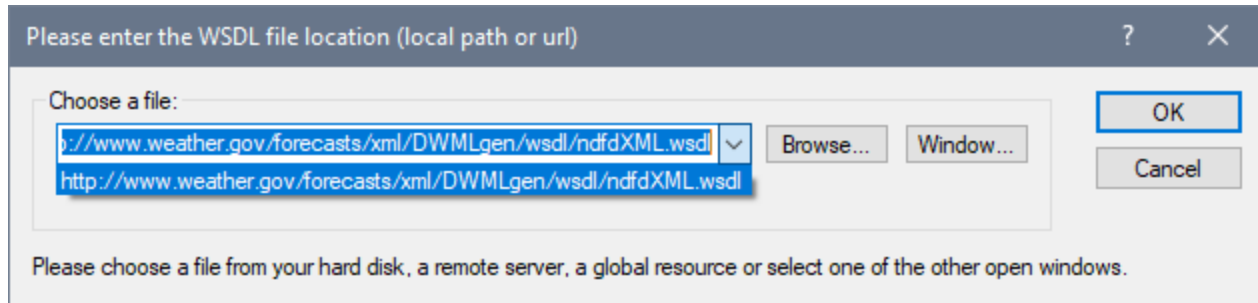 Please enter the WSDL file location (local path or url)
Choose a file:
://www.weather.gov/forecasts/xml/DWMLgen/wsdl/ndfdXML.wsdl
Browse...
Window...
OK
http://www.weather.gov/forecasts/xml/DWMLgen/wsdl/ndfdXML.wsdl
Cancel
Please choose a file from your hard disk, a remote server, a global resource or select one of the other open windows.